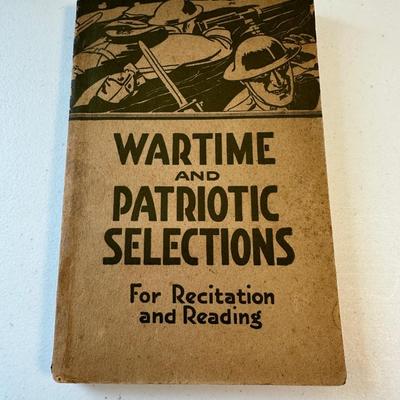 WARTIME
AND
PATRIOTIC
SELECTIONS
For Recitation
and Reading